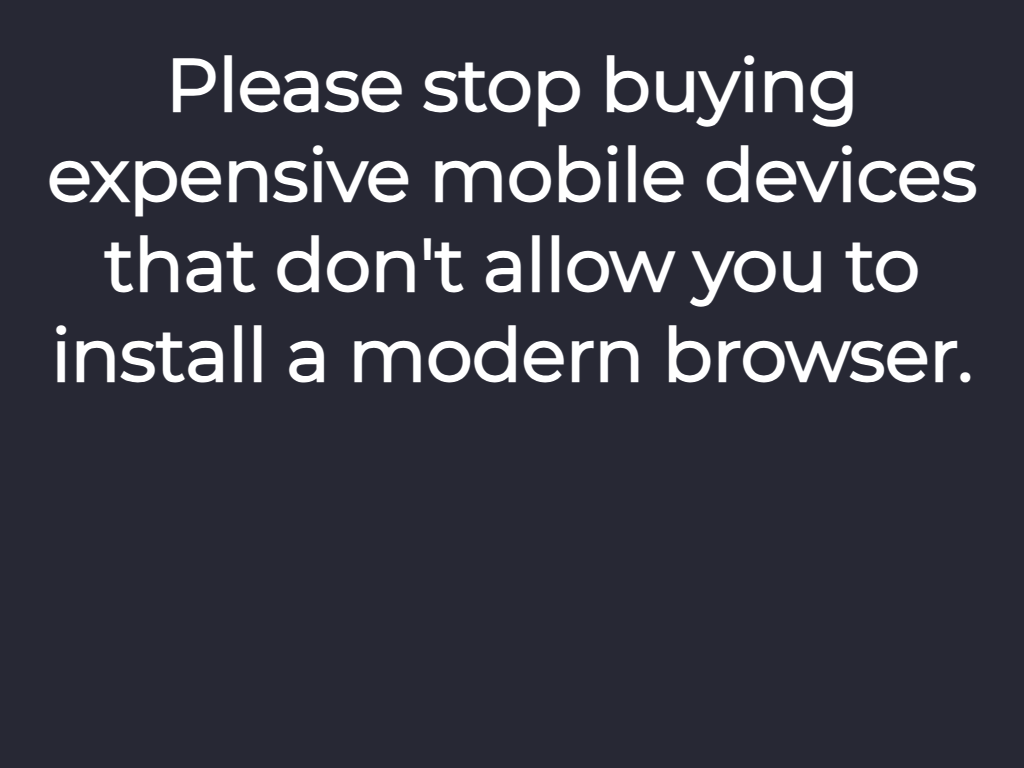 Please stop buying
expensive mobile devices
that don't allow you to
install a modern browser.